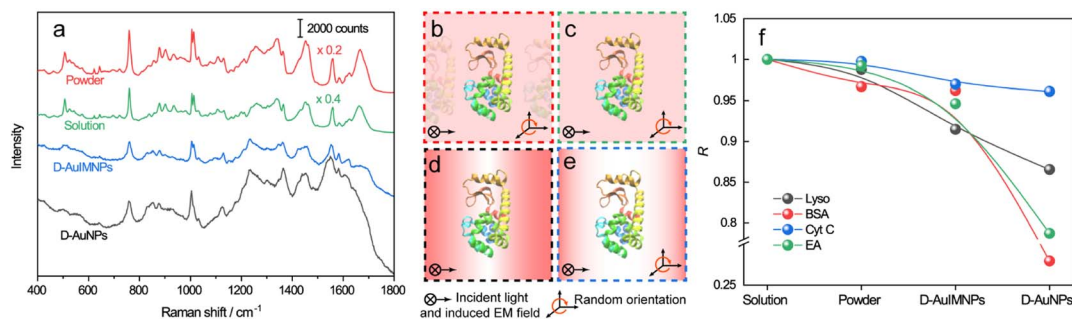 a
2000 counts
x 0.2
Powder
x 0.4
Solution
D-AuIMNPs
D-AuNPs
Intensity
400 600 800 1000 1200 1400 1600 1800
Raman shift / cm⁻¹
b
c
d
e
Incident light
and induced EM field
Random orientation
f
R
1
0.95
0.9
0.85
0.8
0.25
Lyso
BSA
Cyt C
EA
Solution Powder D-AuIMNPs D-AuNPs